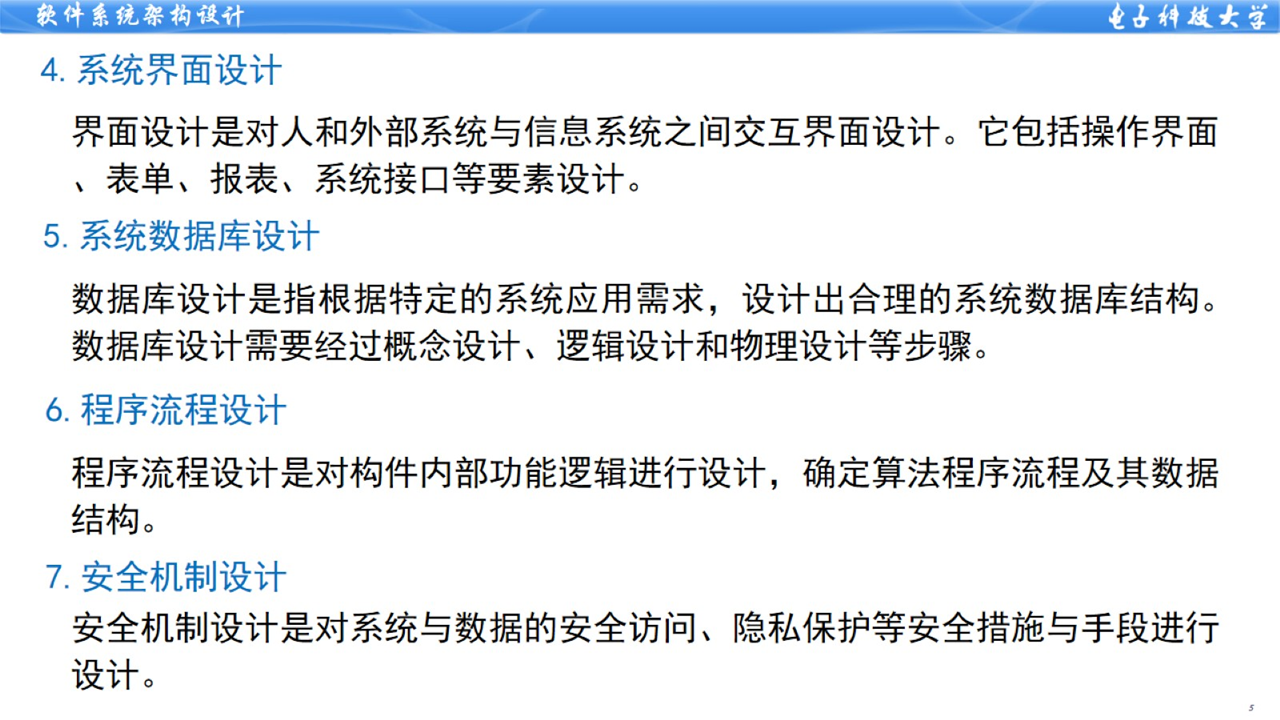 软件系统架构设计
电子科技大学
4. 系统界面设计
界面设计是对人和外部系统与信息系统之间交互界面设计。它包括操作界面
、表单、报表、系统接口等要素设计。
5. 系统数据库设计
数据库设计是指根据特定的系统应用需求，设计出合理的系统数据库结构。
数据库设计需要经过概念设计、逻辑设计和物理设计等步骤。
6. 程序流程设计
程序流程设计是对构件内部功能逻辑进行设计，确定算法程序流程及其数据
结构。
7. 安全机制设计
安全机制设计是对系统与数据的安全访问、隐私保护等安全措施与手段进行
设计。
5